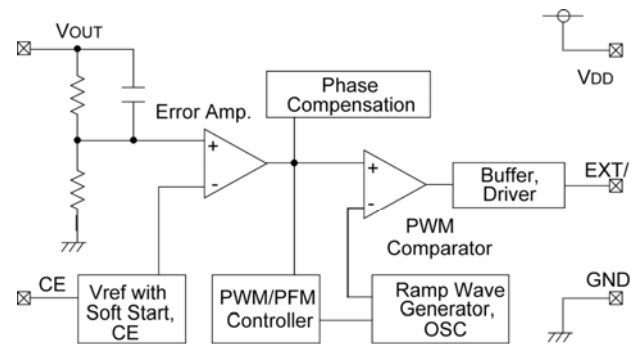 VOUT
VDD
Phase
Compensation
Error Amp.
+
-
+
-
Buffer,
Driver
EXT/
PWM
Comparator
CE
Vref with
Soft Start,
CE
PWM/PFM
Controller
Ramp Wave
Generator,
OSC
GND